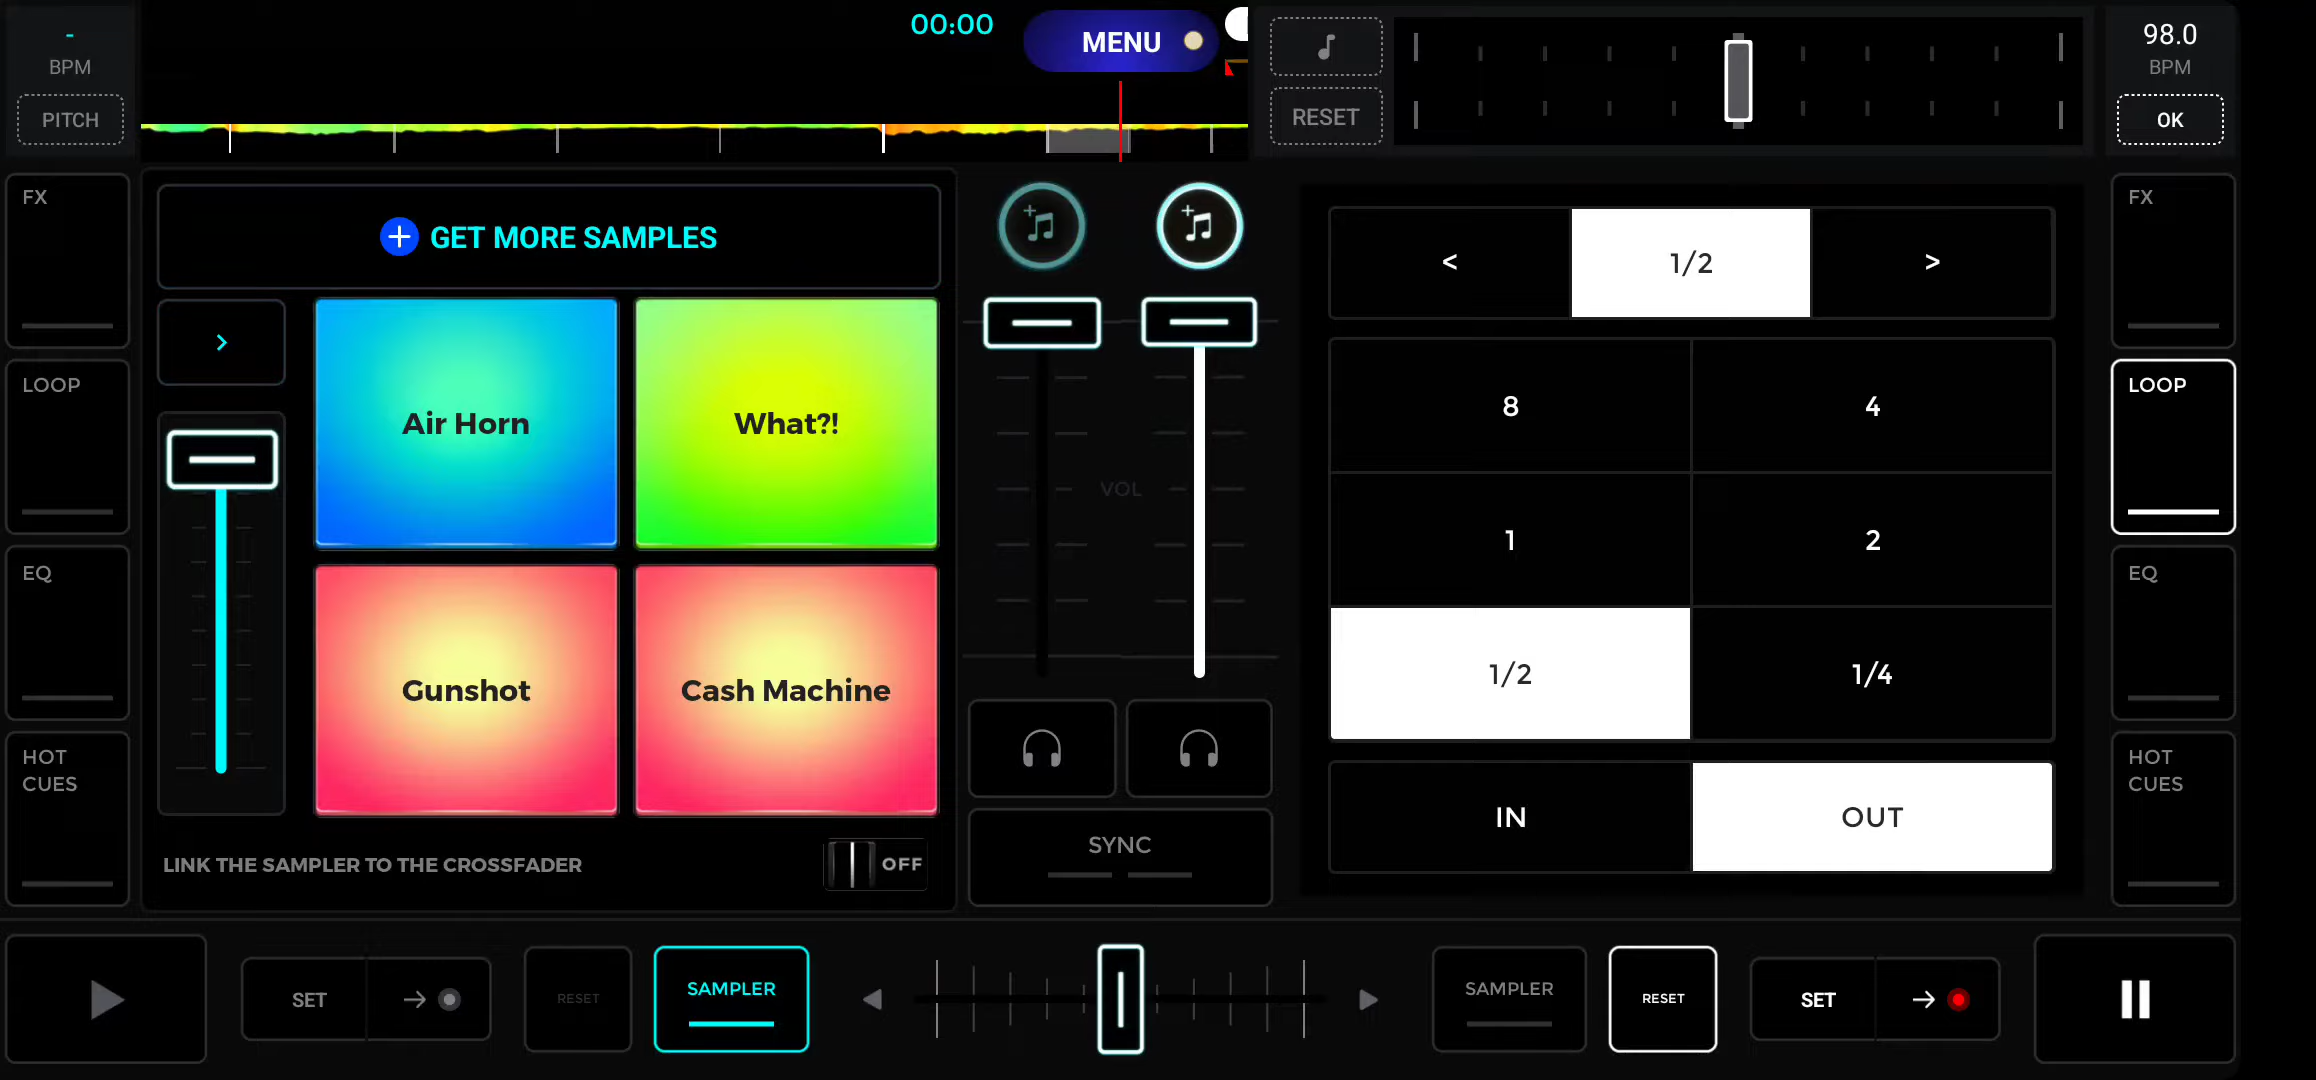 -
BPM
PITCH
00:00
MENU
RESET
98.0
BPM
OK
FX
LOOP
EQ
HOT
CUES
GET MORE SAMPLES
>
Air Horn
What?!
Gunshot
Cash Machine
LINK THE SAMPLER TO THE CROSSFADER
OFF
VOL
SYNC
< 1/2 >
8 4
1 2
1/2 1/4
IN OUT
FX
LOOP
EQ
HOT
CUES
SET
RESET
SAMPLER
SAMPLER
RESET
SET